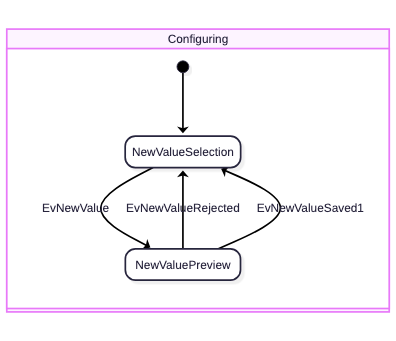 Configuring
NewValueSelection
EvNewValue
EvNewValueRejected
EvNewValueSaved1
NewValuePreview